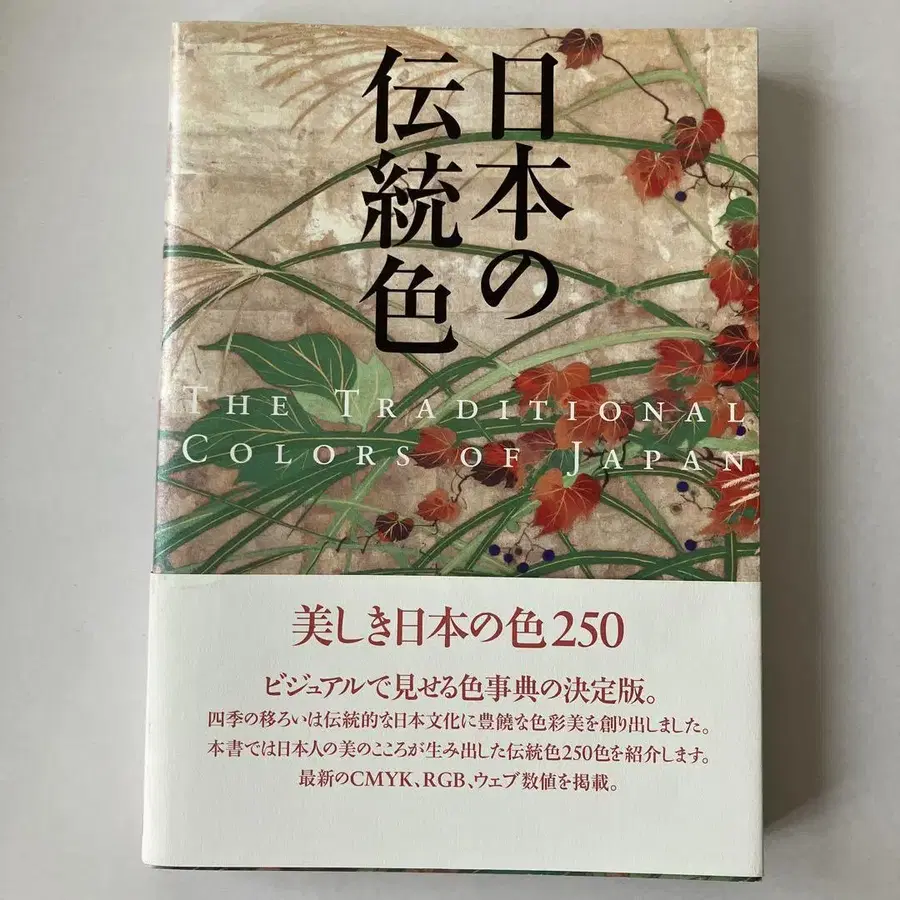 日本の
伝統色
THE TRADITIONAL
COLORS OF JAPAN
美しき日本の色250
ビジュアルで見せる色事典の決定版。
四季の移ろいは伝統的な日本文化に豊饒な色彩美を創り出しました。
本書では日本人の美のこころが生み出した伝統色250色を紹介します。
最新のCMYK、RGB、ウェブ数値を掲載。